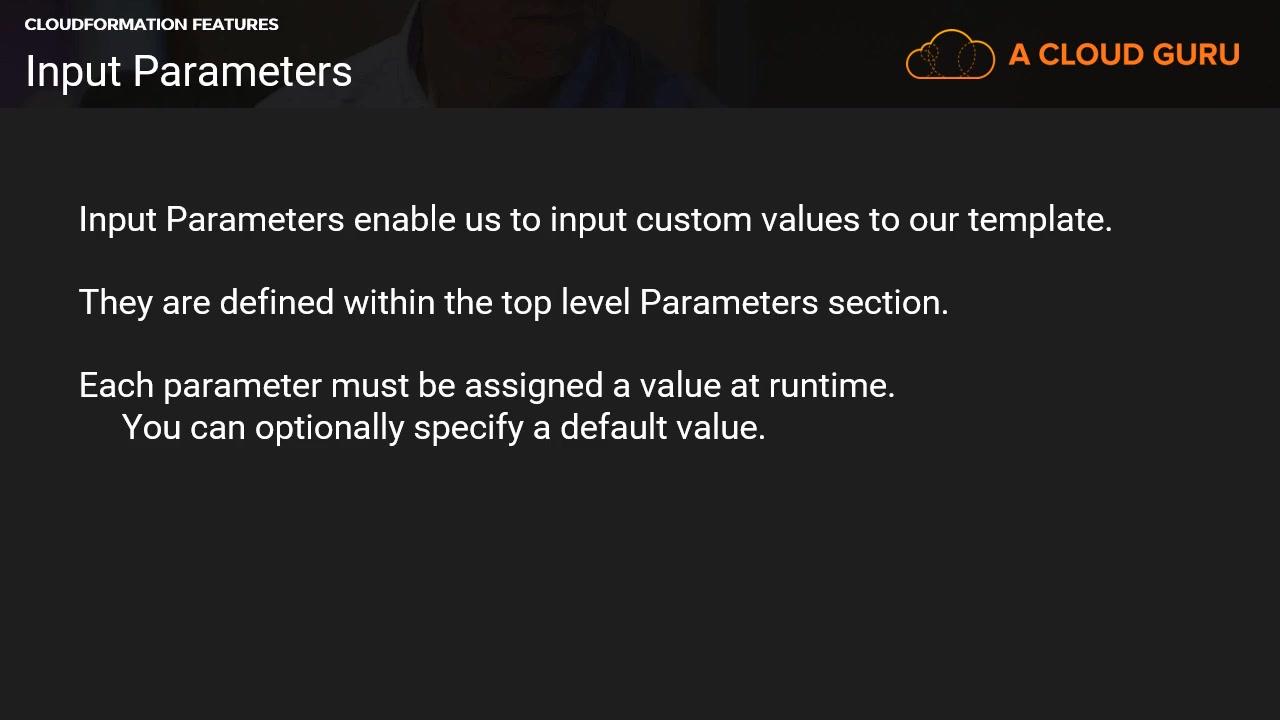 CLOUDFORMATION FEATURES
Input Parameters
A CLOUD GURU
Input Parameters enable us to input custom values to our template.
They are defined within the top level Parameters section.
Each parameter must be assigned a value at runtime.
You can optionally specify a default value.